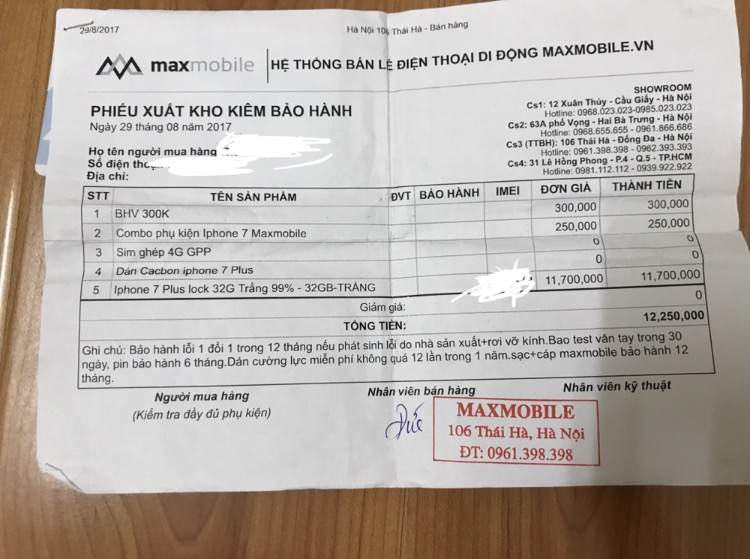 29/8/2017
Hà Nội 106 Thái Hà - Bán hàng
maxmobile
HỆ THỐNG BÁN LẺ ĐIỆN THOẠI DI ĐỘNG MAXMOBILE.VN
SHOWROOM
Cs1: 12 Xuân Thủy - Cầu Giấy - Hà Nội
Hotline: 0968.023.023-0985.023.023
Cs2: 63A phố Vọng - Hai Bà Trưng - Hà Nội
Hotline: 0968.655.655 - 0961.866.686
Cs3 (TTBH): 106 Thái Hà - Đống Đa - Hà Nội
Hotline: 0961.398.398 - 0962.393.393
Cs4: 31 Lê Hồng Phong - P.4 - Q.5 - TP.HCM
Hotline: 0981.112.112 - 0939.922.922
PHIẾU XUẤT KHO KIÊM BẢO HÀNH
Ngày 29 tháng 08 năm 2017
Họ tên người mua hàng
Số điện thoại
Địa chỉ:
STT TÊN SẢN PHẨM ĐVT BẢO HÀNH IMEI ĐƠN GIÁ THÀNH TIỀN
1 BHV 300K 300,000 300,000
2 Combo phụ kiện Iphone 7 Maxmobile 250,000 250,000
3 Sim ghép 4G GPP 0 0
4 Dán Cacbon iphone 7 Plus 0 0
5 Iphone 7 Plus lock 32G Trắng 99% - 32GB-TRẮNG 11,700,000 11,700,000
Giảm giá: 0
TỔNG TIỀN: 12,250,000
Ghi chú: Bảo hành lỗi 1 đổi 1 trong 12 tháng nếu phát sinh lỗi do nhà sản xuất+rơi vỡ kính.Bao test vân tay trong 30
ngày, pin bảo hành 6 tháng.Dán cường lực miễn phí không quá 12 lần trong 1 năm.sạc+cáp maxmobile bảo hành 12
tháng.
Người mua hàng
(Kiểm tra đầy đủ phụ kiện)
Nhân viên bán hàng
Nhân viên kỹ thuật
Đức
MAXMOBILE
106 Thái Hà, Hà Nội
ĐT: 0961.398.398